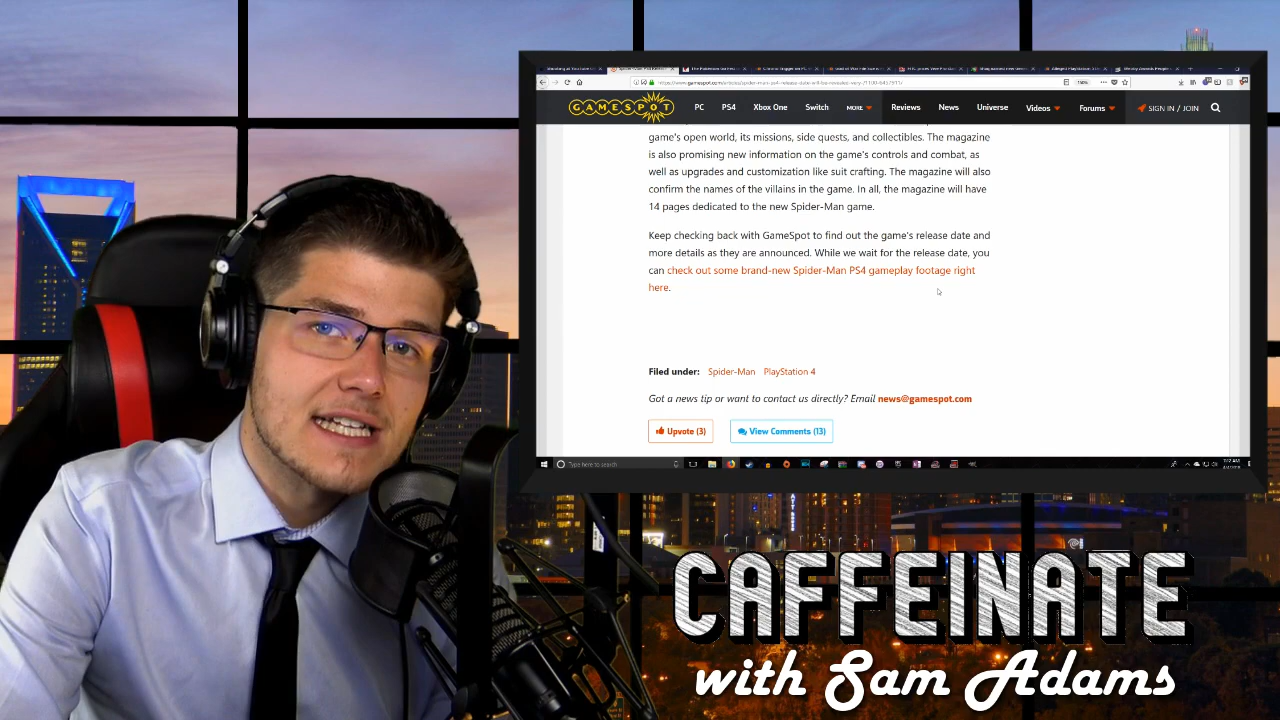 GAMESPOT
PC PS4 Xbox One Switch MORE Reviews News Universe Videos Forums SIGN IN / JOIN
game's open world, its missions, side quests, and collectibles. The magazine
is also promising new information on the game's controls and combat, as
well as upgrades and customization like suit crafting. The magazine will also
confirm the names of the villains in the game. In all, the magazine will have
14 pages dedicated to the new Spider-Man game.
Keep checking back with GameSpot to find out the game's release date and
more details as they are announced. While we wait for the release date, you
can check out some brand-new Spider-Man PS4 gameplay footage right
here.
Filed under: Spider-Man PlayStation 4
Got a news tip or want to contact us directly? Email news@gamespot.com
Upvote (3) View Comments (13)
Type here to search
CAFFEINATE
with Sam Adams